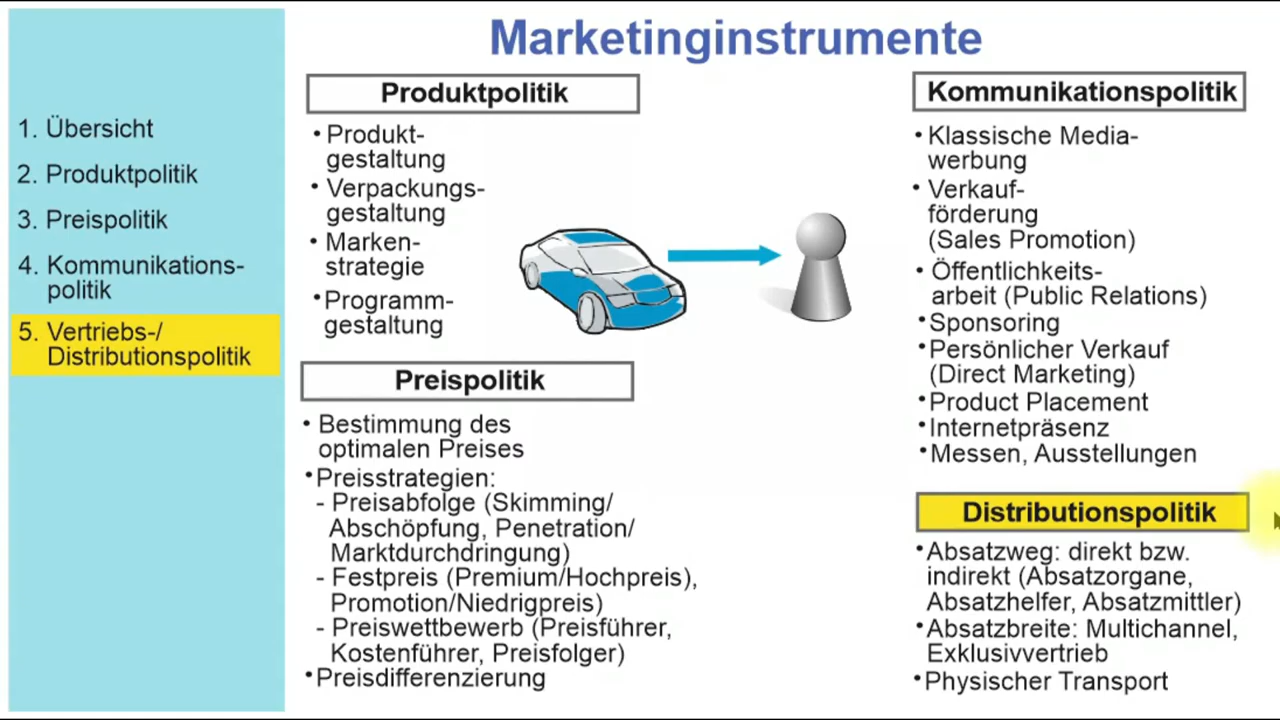 Marketinginstrumente
1. Übersicht
2. Produktpolitik
3. Preispolitik
4. Kommunikations-
politik
5. Vertriebs-/
Distributionspolitik
Produktpolitik
• Produkt-
gestaltung
• Verpackungs-
gestaltung
• Marken-
strategie
• Programm-
gestaltung
Preispolitik
• Bestimmung des
optimalen Preises
• Preisstrategien:
- Preisabfolge (Skimming/
Abschöpfung, Penetration/
Marktdurchdringung)
- Festpreis (Premium/Hochpreis),
Promotion/Niedrigpreis)
- Preiswettbewerb (Preisführer,
Kostenführer, Preisfolger)
• Preisdifferenzierung
Kommunikationspolitik
• Klassische Media-
werbung
• Verkauf-
förderung
(Sales Promotion)
• Öffentlichkeits-
arbeit (Public Relations)
• Sponsoring
• Persönlicher Verkauf
(Direct Marketing)
• Product Placement
• Internetpräsenz
• Messen, Ausstellungen
Distributionspolitik
• Absatzweg: direkt bzw.
indirekt (Absatzorgane,
Absatzhelfer, Absatzmittler)
• Absatzbreite: Multichannel,
Exklusivvertrieb
• Physischer Transport